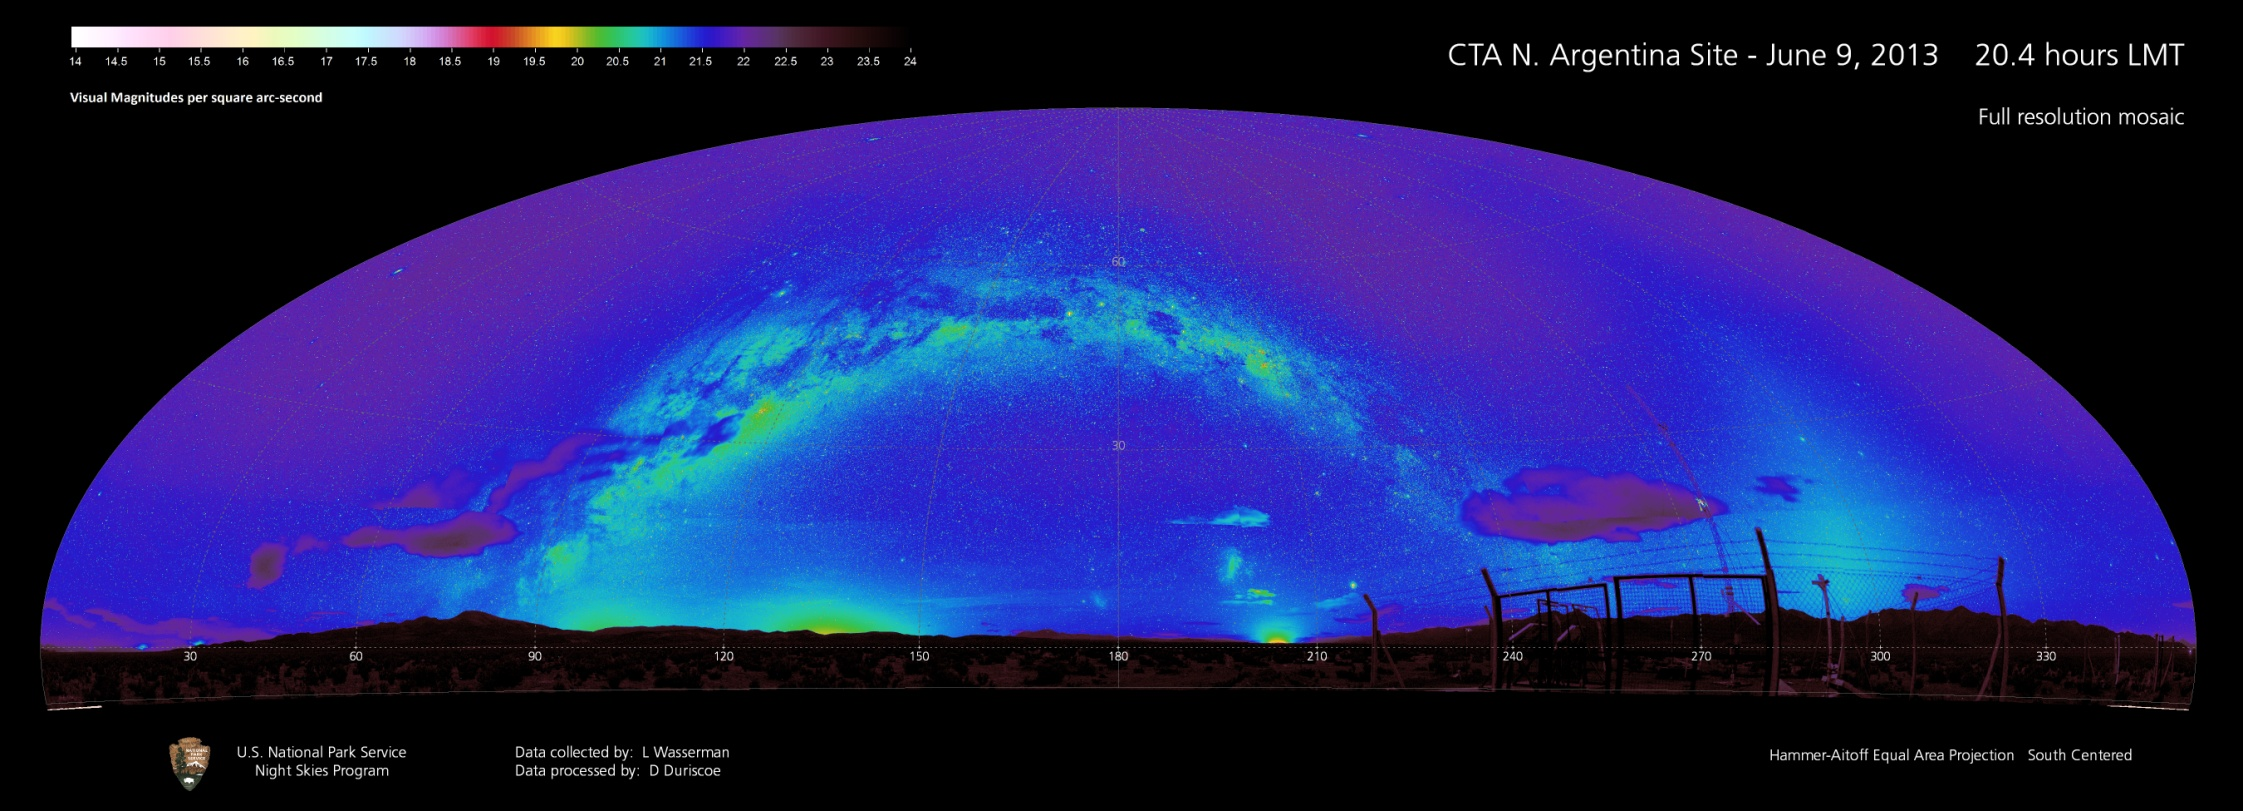 CTA N. Argentina Site - June 9, 2013 20.4 hours LMT
14 14.5 15 15.5 16 16.5 17 17.5 18 18.5 19 19.5 20 20.5 21 21.5 22 22.5 23 23.5 24
Visual Magnitudes per square arc-second
Full resolution mosaic
60
30
30 60 90 120 150 180 210 240 270 300 330
NATIONAL
PARK
SERVICE
U.S. National Park Service
Night Skies Program
Data collected by: L Wasserman
Data processed by: D Duriscoe
Hammer-Aitoff Equal Area Projection South Centered